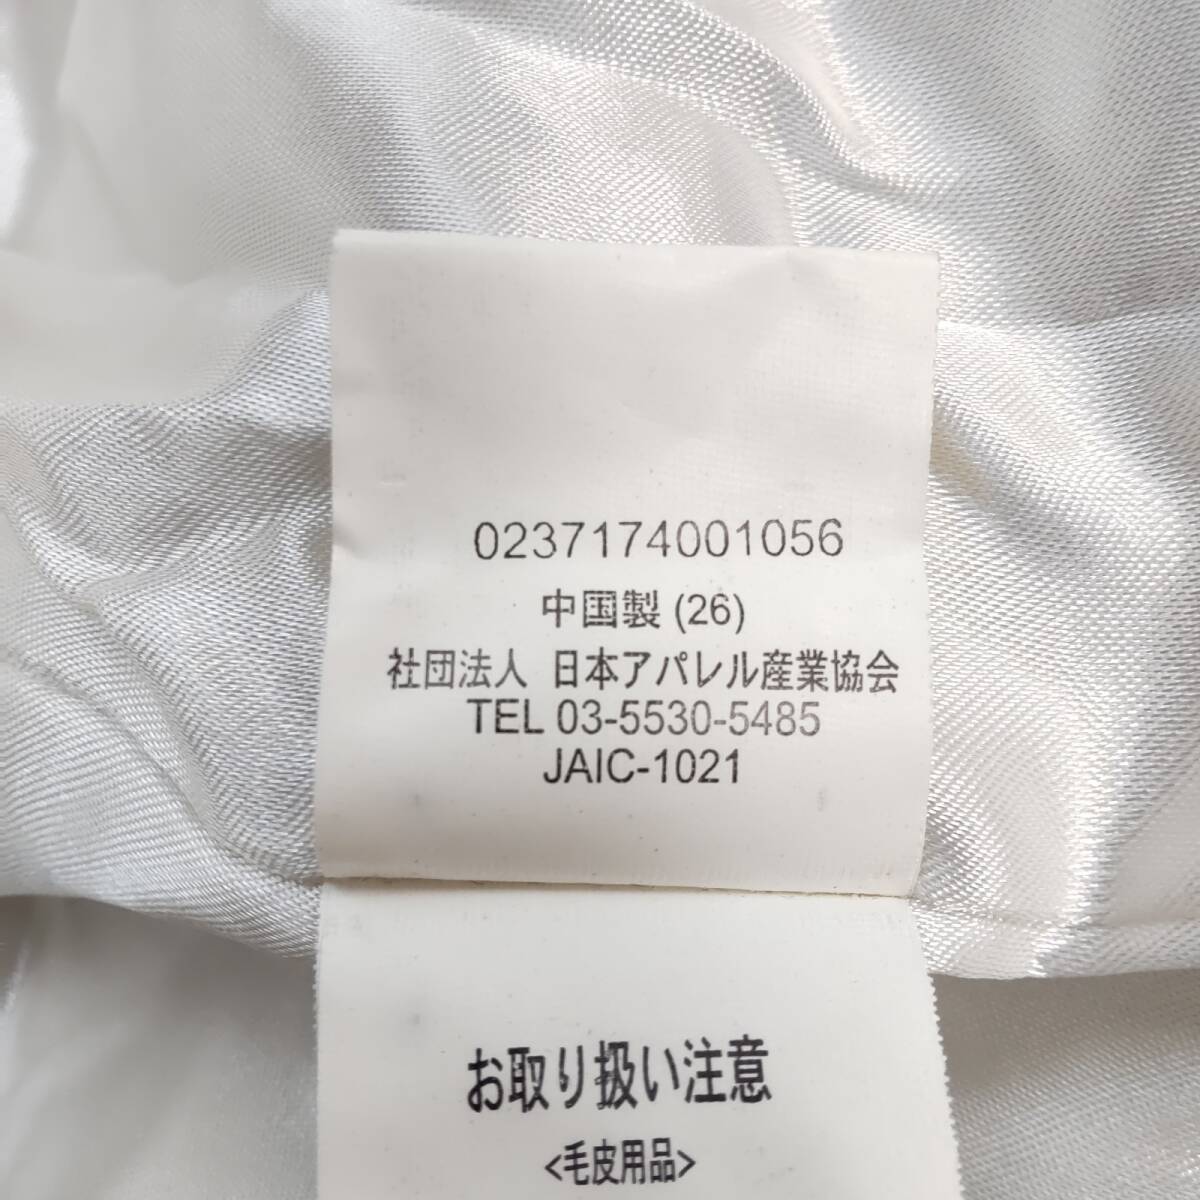 0237174001056
中国製 (26)
社団法人 日本アパレル産業協会
TEL 03-5530-5485
JAIC-1021
お取り扱い注意
<毛皮用品>